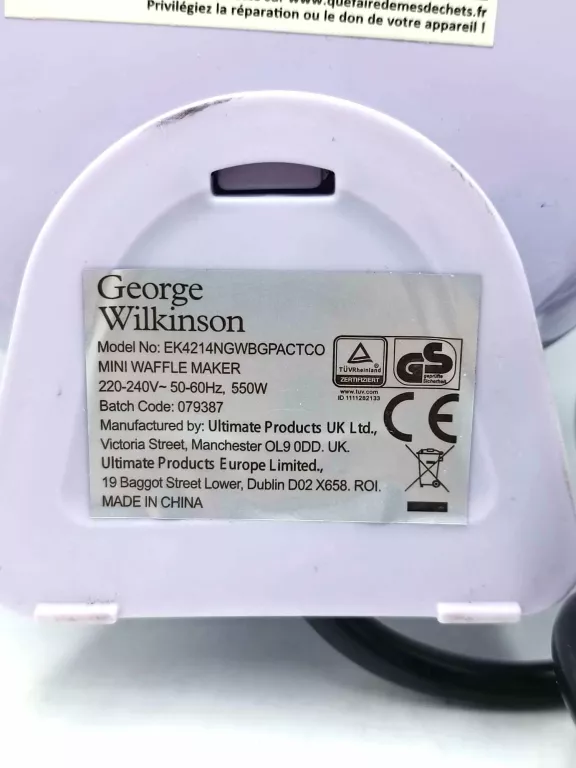 www.quefairedemesdechets.fr
Privilégiez la réparation ou le don de votre appareil !
George
Wilkinson
Model No: EK4214NGWBGPACTCO
MINI WAFFLE MAKER
220-240V~ 50-60Hz, 550W
Batch Code: 079387
Manufactured by: Ultimate Products UK Ltd.,
Victoria Street, Manchester OL9 0DD. UK.
Ultimate Products Europe Limited.,
19 Baggot Street Lower, Dublin D02 X658. ROI.
MADE IN CHINA
TÜVRheinland
ZERTIFIZIERT
www.tuv.com
ID 1111282133
GS
geprüfte
Sicherheit
CE